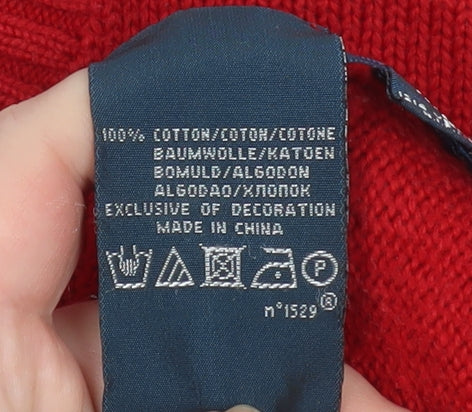 100% COTTON/COTON/COTONE
BAUMWOLLE/KATOEN
BOMULD/ALGODON
ALGODAO/ХЛОПОК
EXCLUSIVE OF DECORATION
MADE IN CHINA
P
n°1529®